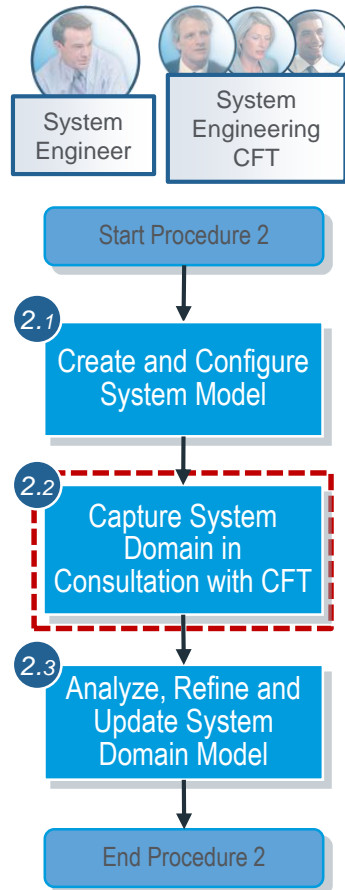 System
Engineer
System
Engineering
CFT
Start Procedure 2
2.1
Create and Configure
System Model
2.2
Capture System
Domain in
Consultation with CFT
2.3
Analyze, Refine and
Update System
Domain Model
End Procedure 2